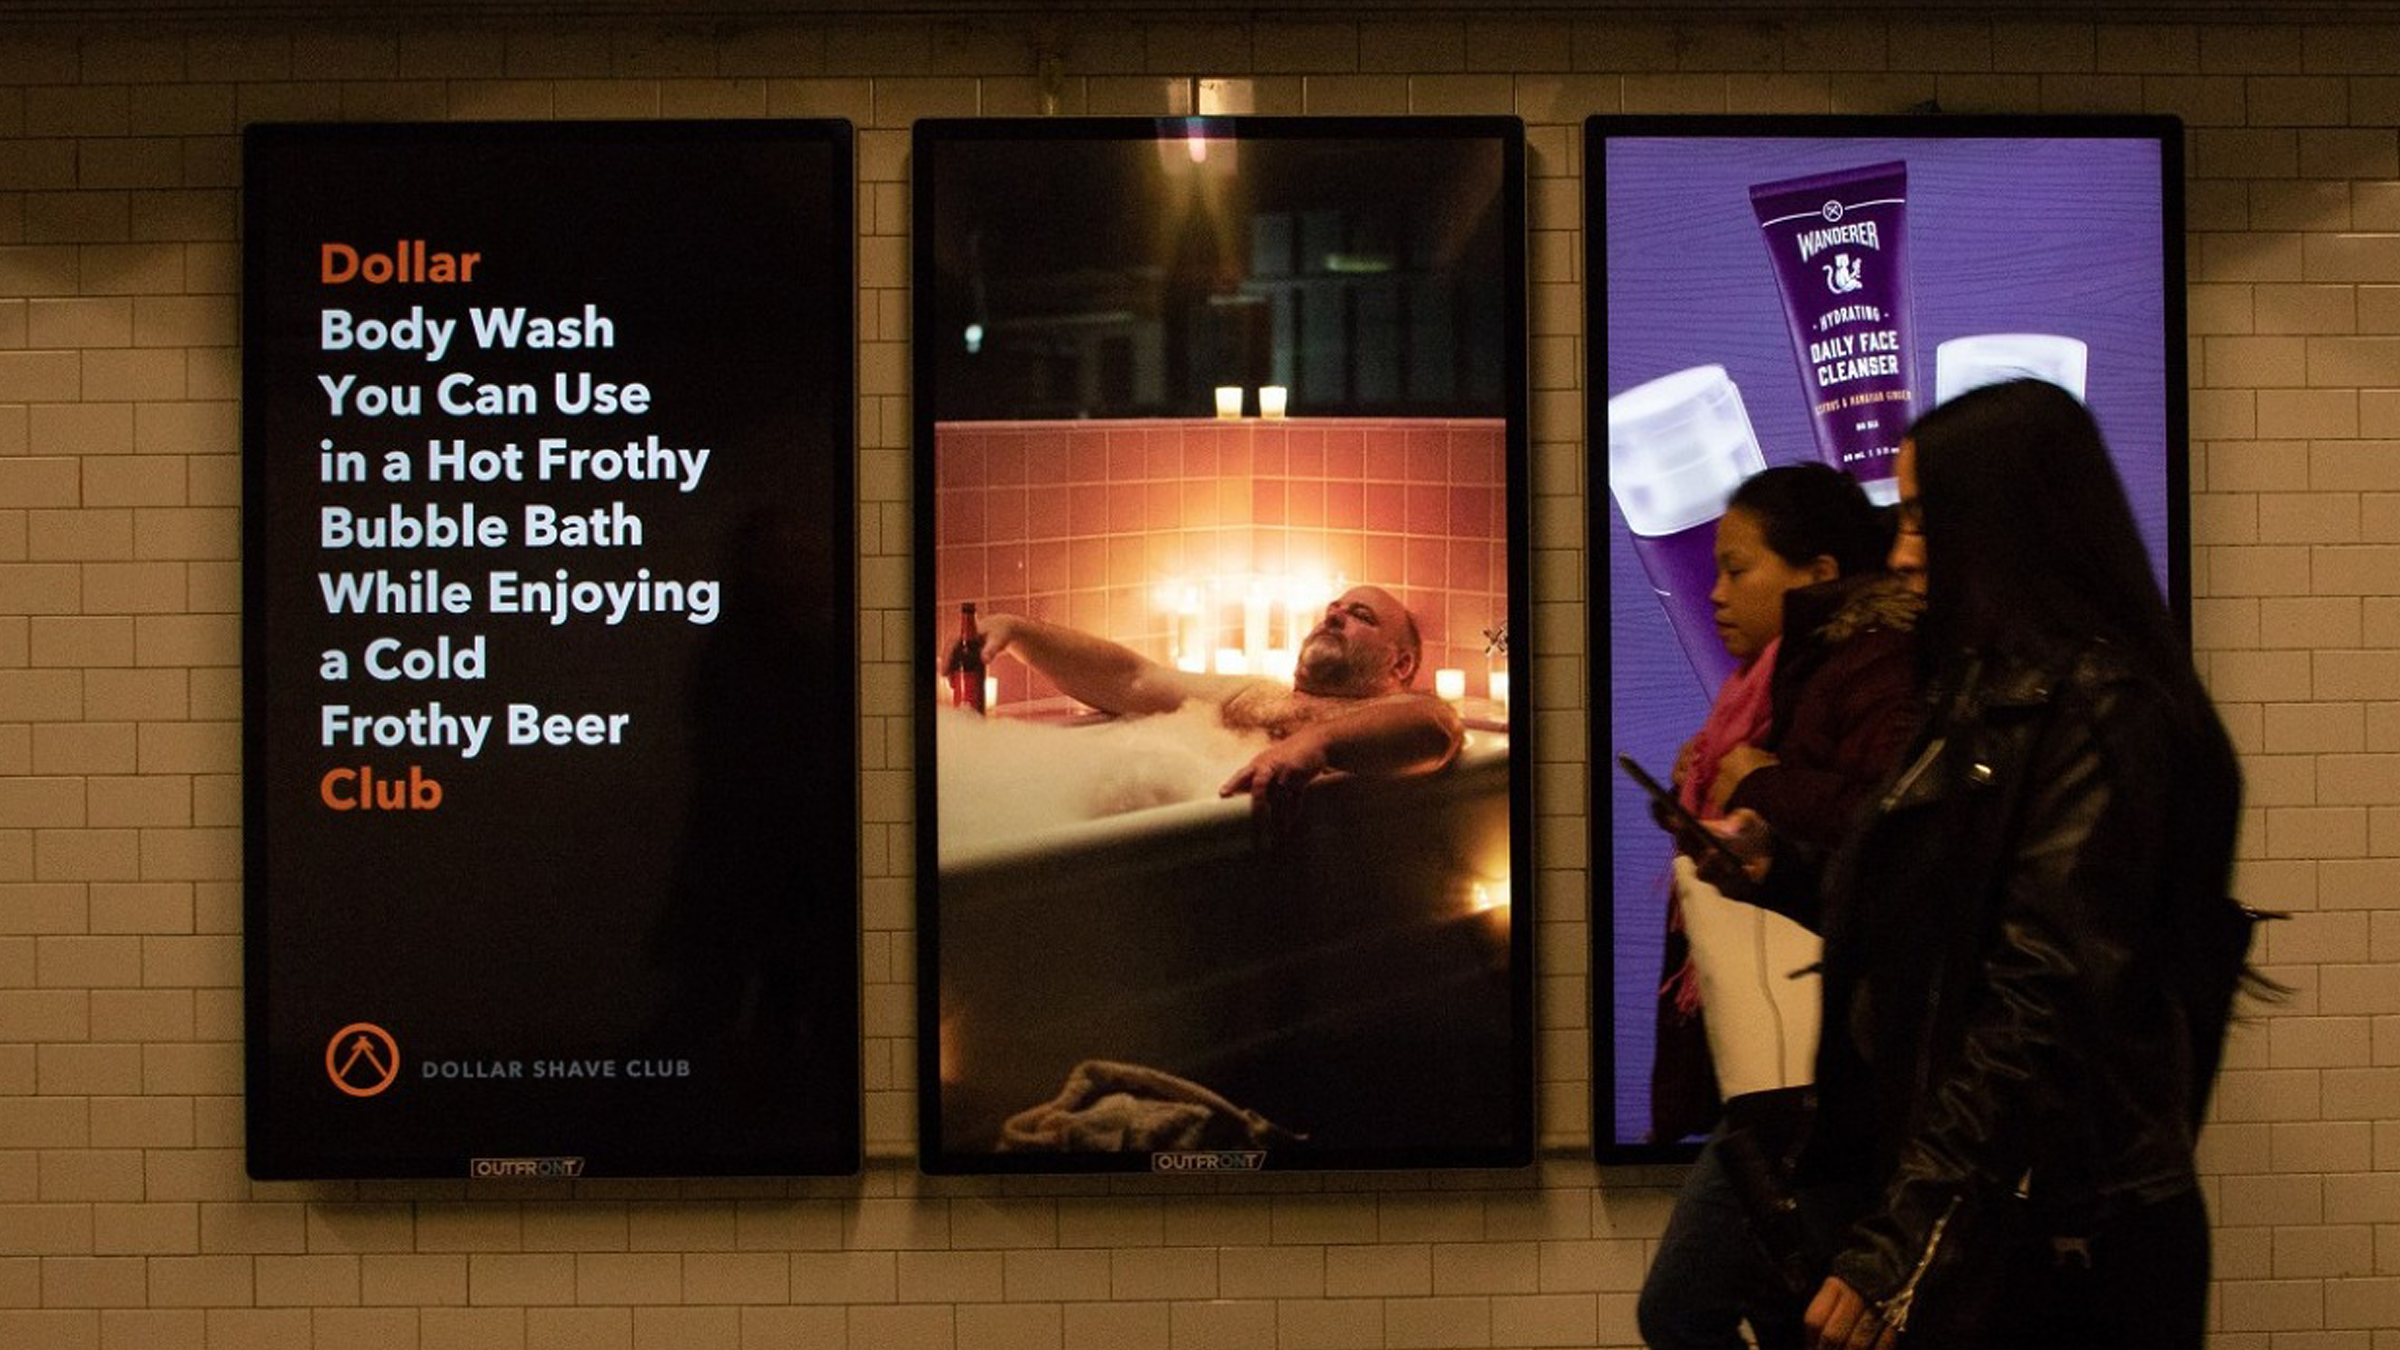 Dollar
Body Wash
You Can Use
in a Hot Frothy
Bubble Bath
While Enjoying
a Cold
Frothy Beer
Club
DOLLAR SHAVE CLUB
OUTFRONT/
OUTFRONT/
WANDERER
- HYDRATING -
DAILY FACE
CLEANSER